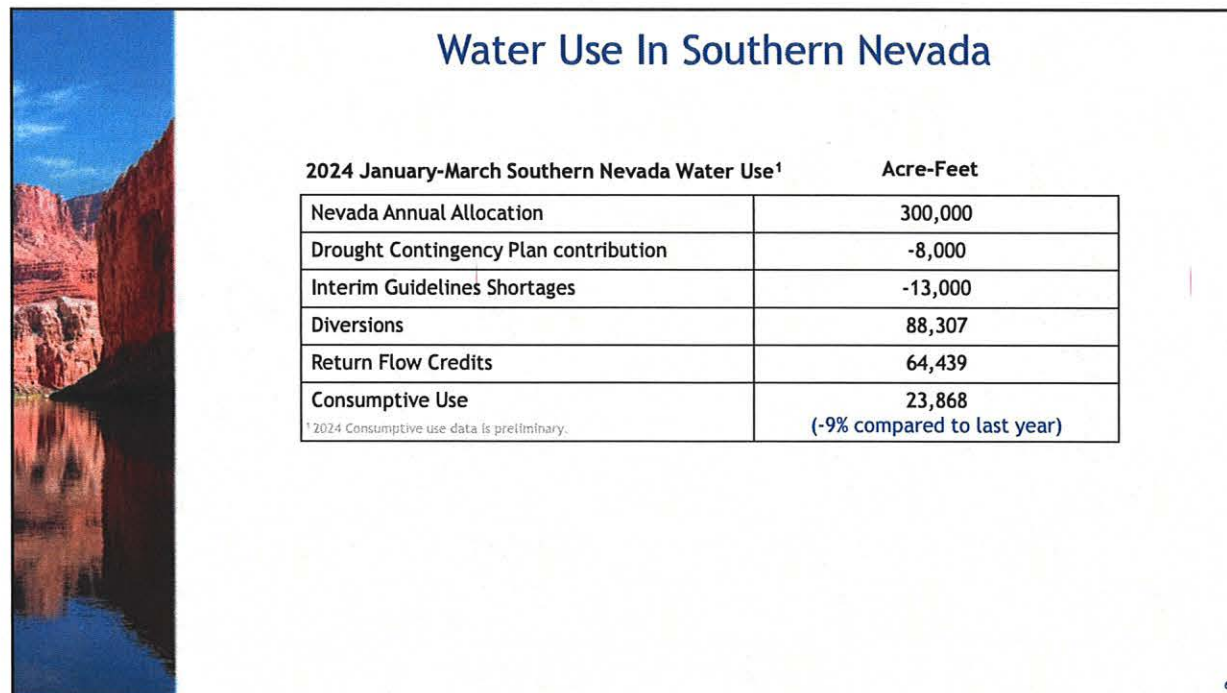 Water Use In Southern Nevada
2024 January-March Southern Nevada Water Use¹ Acre-Feet
Nevada Annual Allocation 300,000
Drought Contingency Plan contribution -8,000
Interim Guidelines Shortages -13,000
Diversions 88,307
Return Flow Credits 64,439
Consumptive Use 23,868
¹ 2024 Consumptive use data is preliminary. (-9% compared to last year)